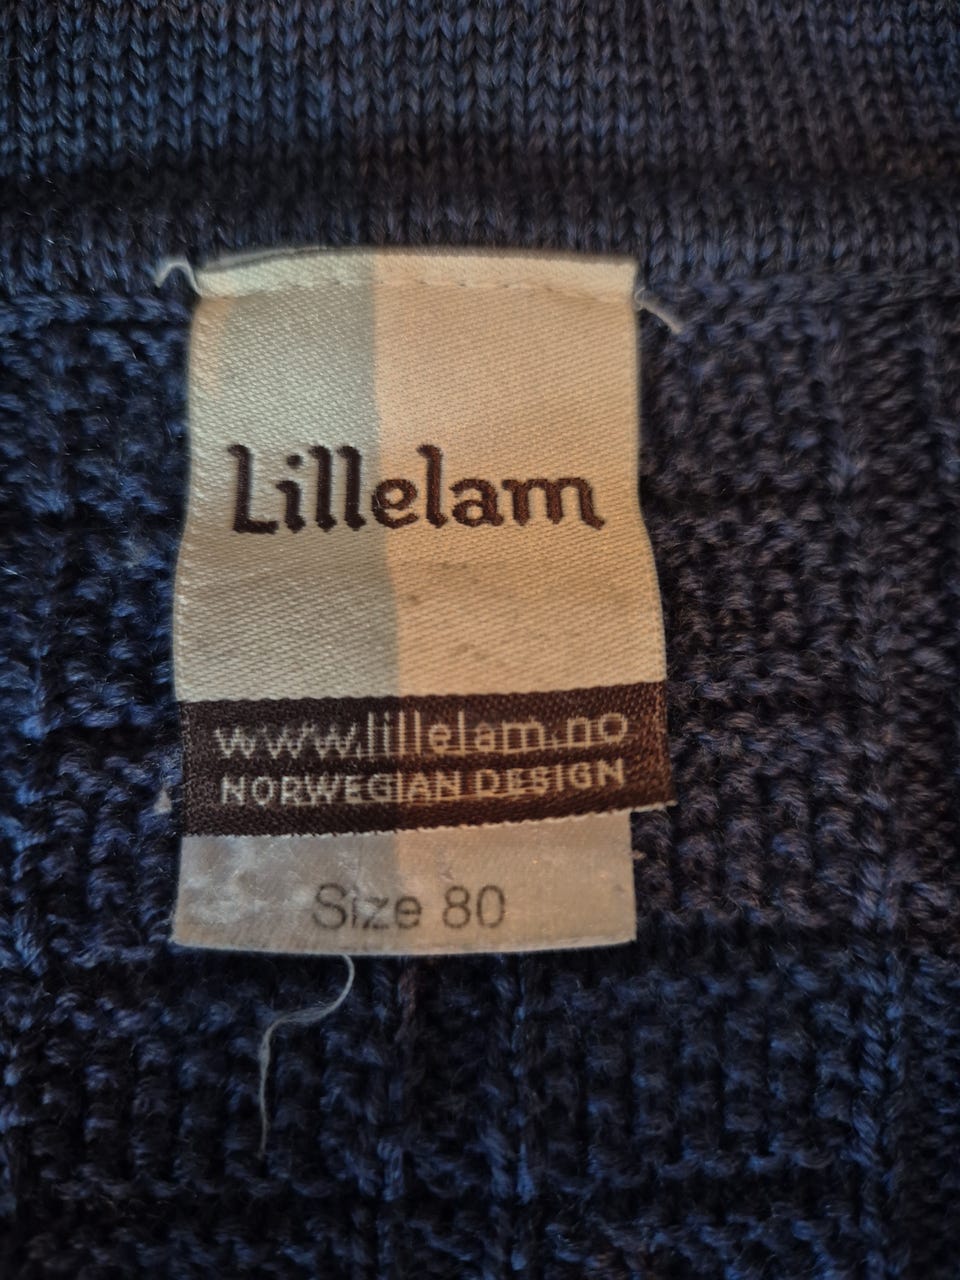 Lillelam
www.lillelam.no
NORWEGIAN DESIGN
Size 80